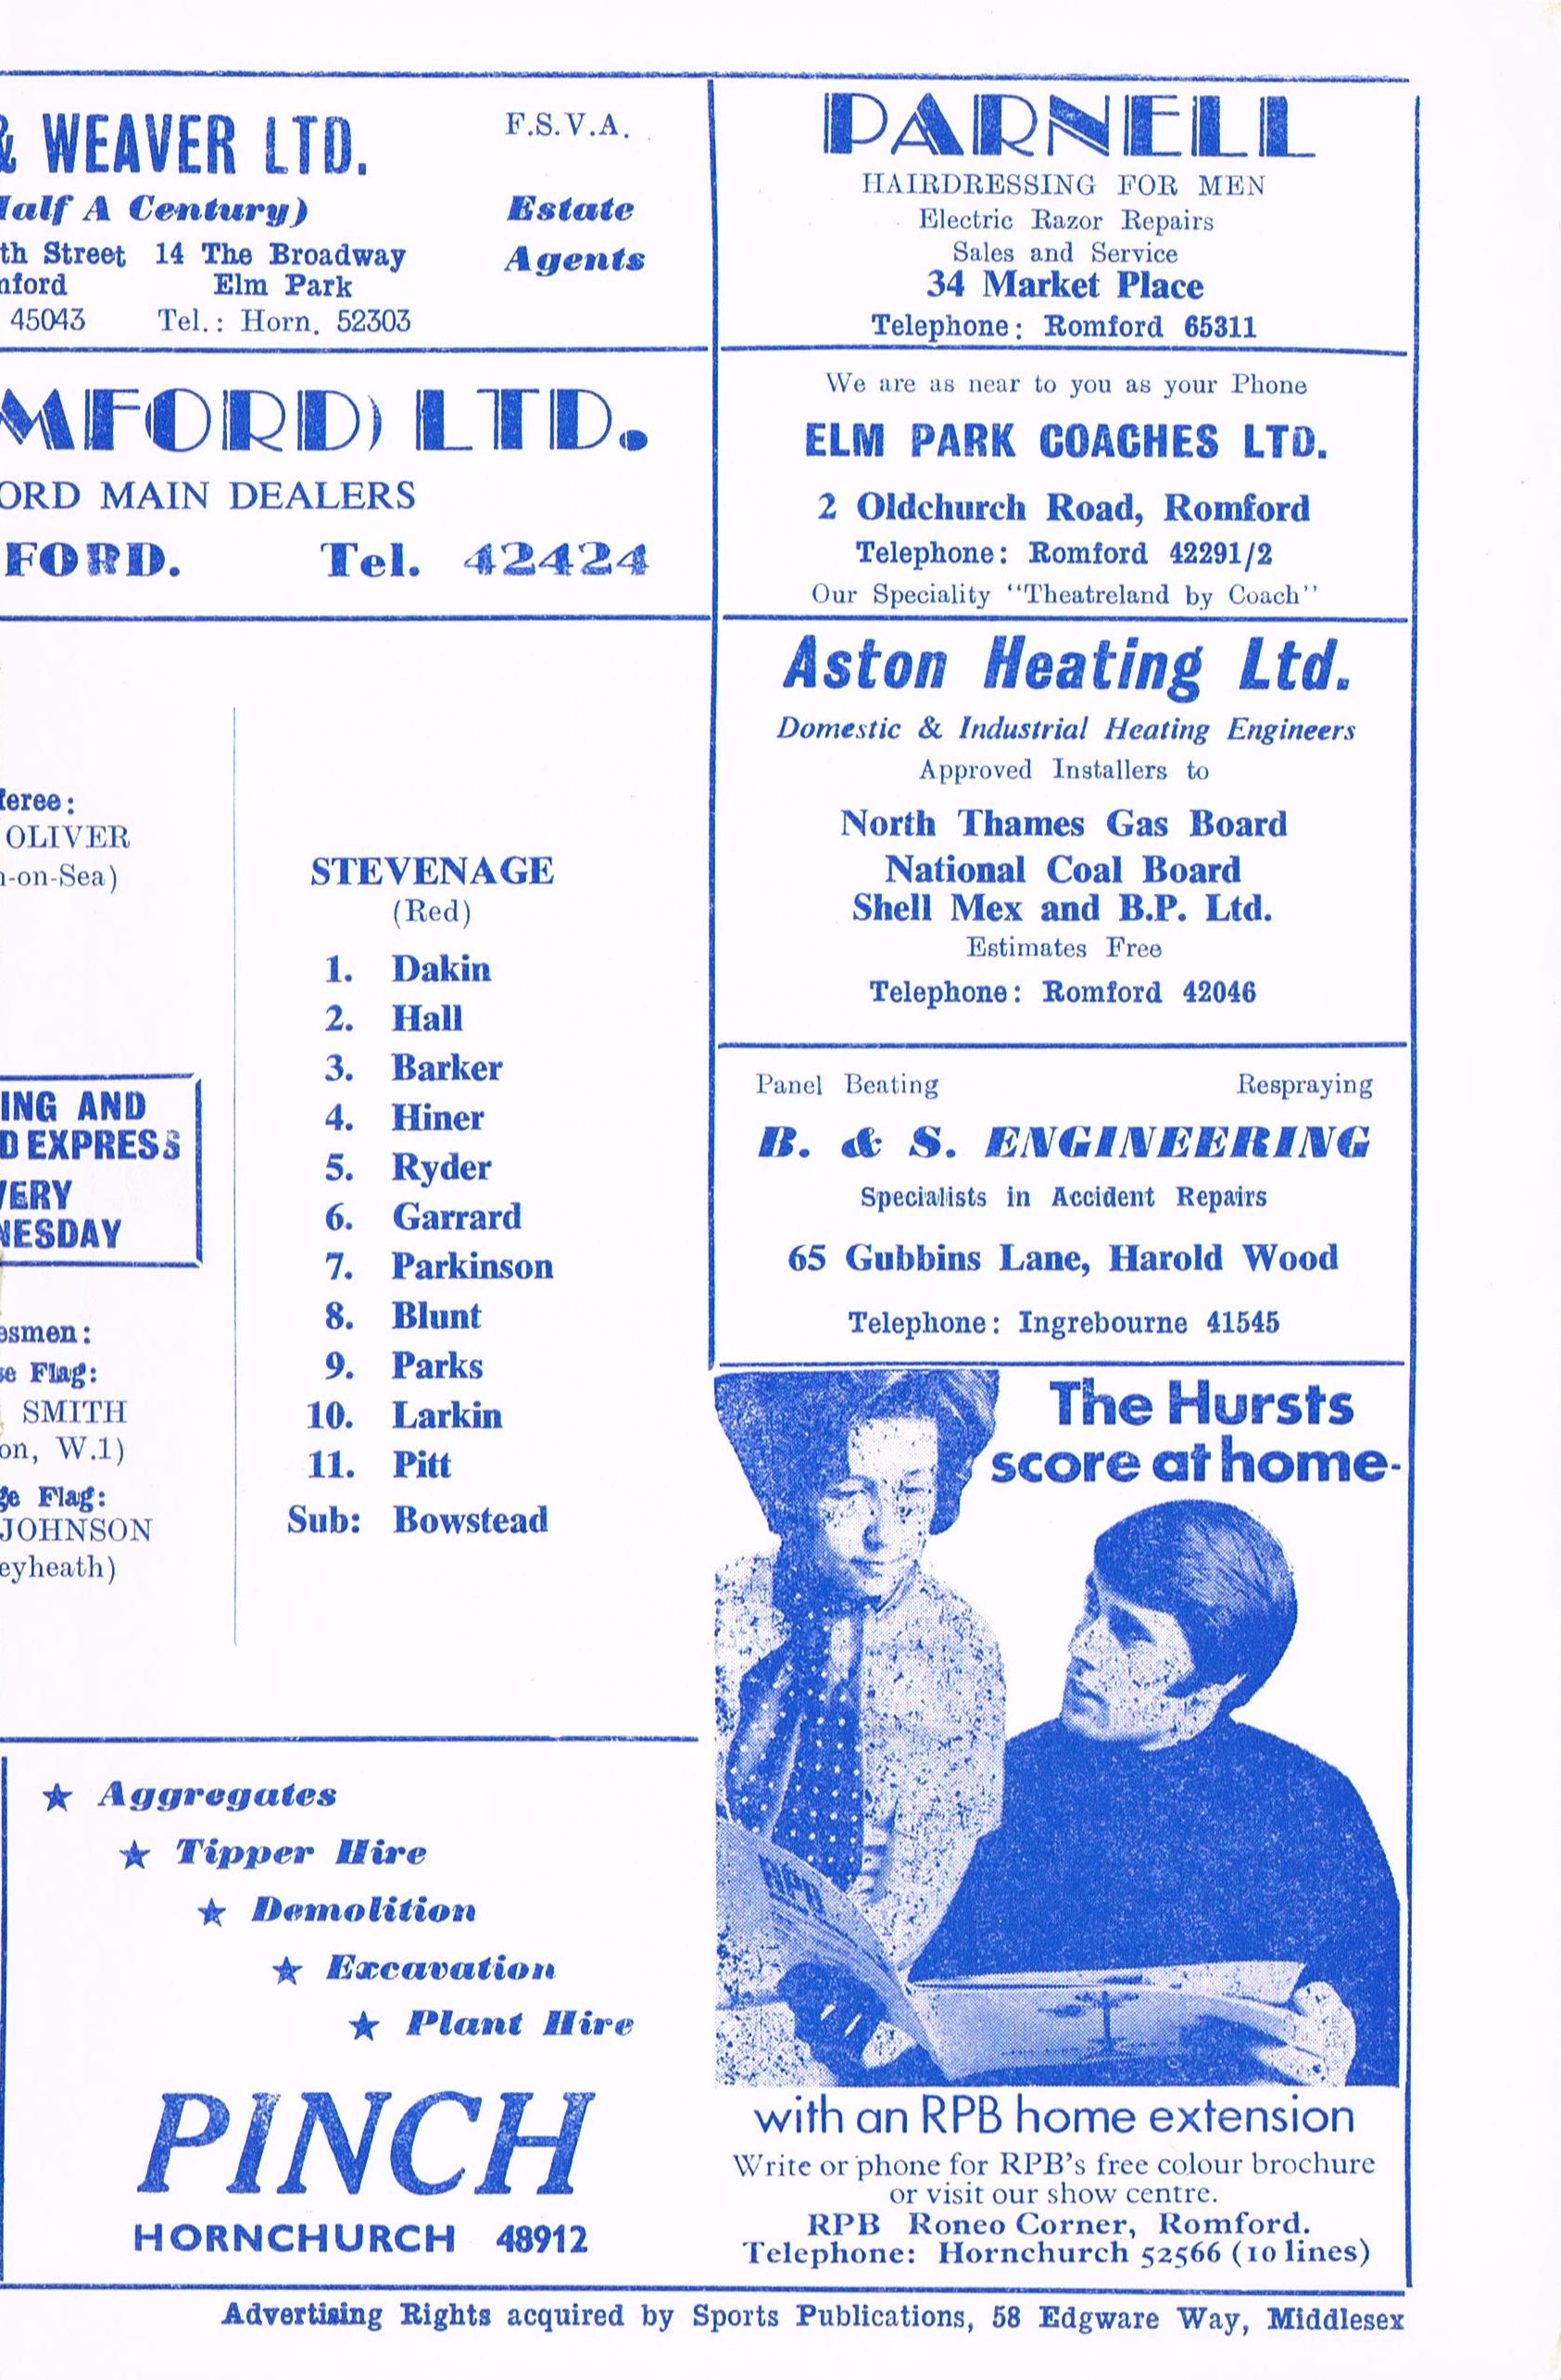 & WEAVER LTD.
F.S.V.A.
Half A Century)
Estate
Agents
th Street 14 The Broadway
mford Elm Park
45043 Tel.: Horn. 52303
MFORD) LTD.
ORD MAIN DEALERS
FORD. Tel. 42424
feree:
OLIVER
n-on-Sea)
ING AND
D EXPRESS
VERY
NESDAY
esmen:
ge Flag:
SMITH
on, W.1)
ge Flag:
JOHNSON
eyheath)
STEVENAGE
(Red)
1. Dakin
2. Hall
3. Barker
4. Hiner
5. Ryder
6. Garrard
7. Parkinson
8. Blunt
9. Parks
10. Larkin
11. Pitt
Sub: Bowstead
★ Aggregates
★ Tipper Hire
★ Demolition
★ Excavation
★ Plant Hire
PINCH
HORNCHURCH 48912
PARNELL
HAIRDRESSING FOR MEN
Electric Razor Repairs
Sales and Service
34 Market Place
Telephone: Romford 65311
We are as near to you as your Phone
ELM PARK COACHES LTD.
2 Oldchurch Road, Romford
Telephone: Romford 42291/2
Our Speciality "Theatreland by Coach"
Aston Heating Ltd.
Domestic & Industrial Heating Engineers
Approved Installers to
North Thames Gas Board
National Coal Board
Shell Mex and B.P. Ltd.
Estimates Free
Telephone: Romford 42046
Panel Beating Respraying
B. & S. ENGINEERING
Specialists in Accident Repairs
65 Gubbins Lane, Harold Wood
Telephone: Ingrebourne 41545
The Hursts
score at home-
RPB
with an RPB home extension
Write or phone for RPB's free colour brochure
or visit our show centre.
RPB Roneo Corner, Romford.
Telephone: Hornchurch 52566 (10 lines)
Advertising Rights acquired by Sports Publications, 58 Edgware Way, Middlesex